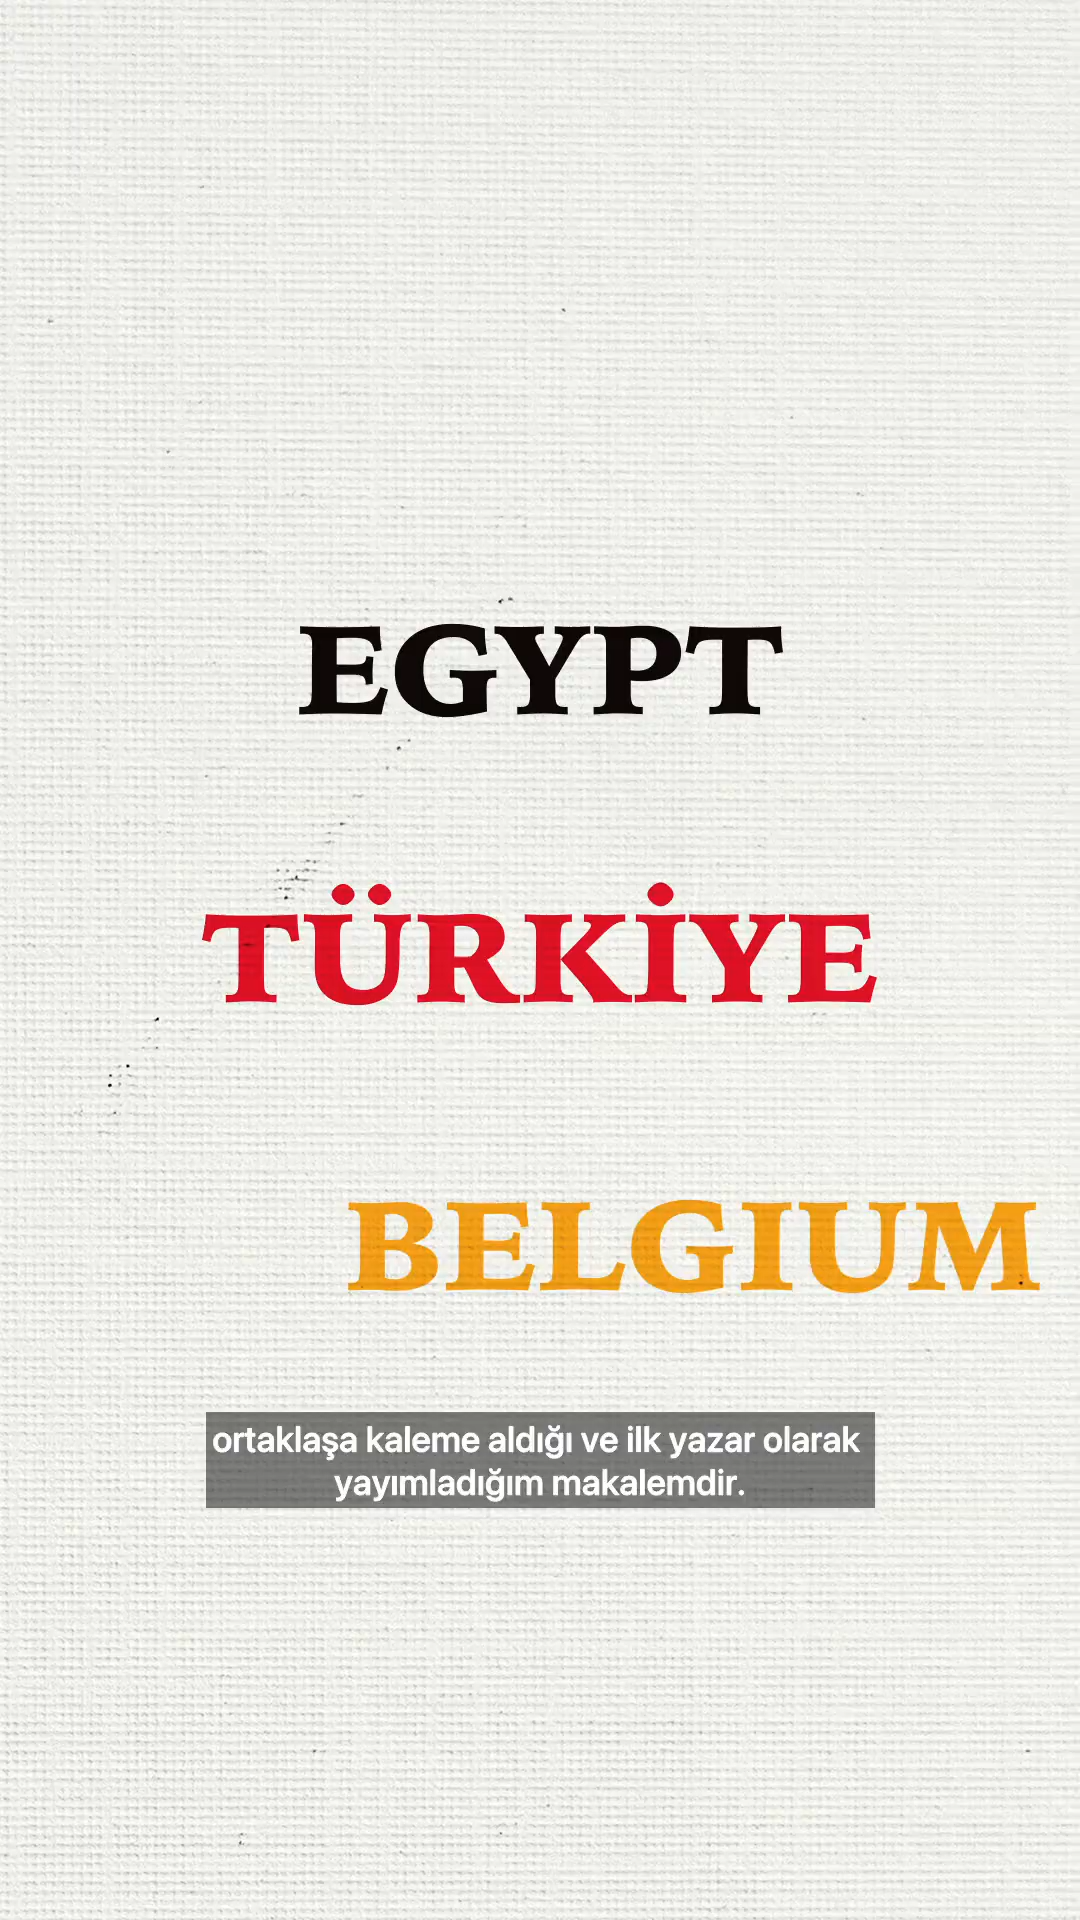 EGYPT
TÜRKİYE
BELGIUM
ortaklaşa kaleme aldığı ve ilk yazar olarak
yayımladığım makalemdir.